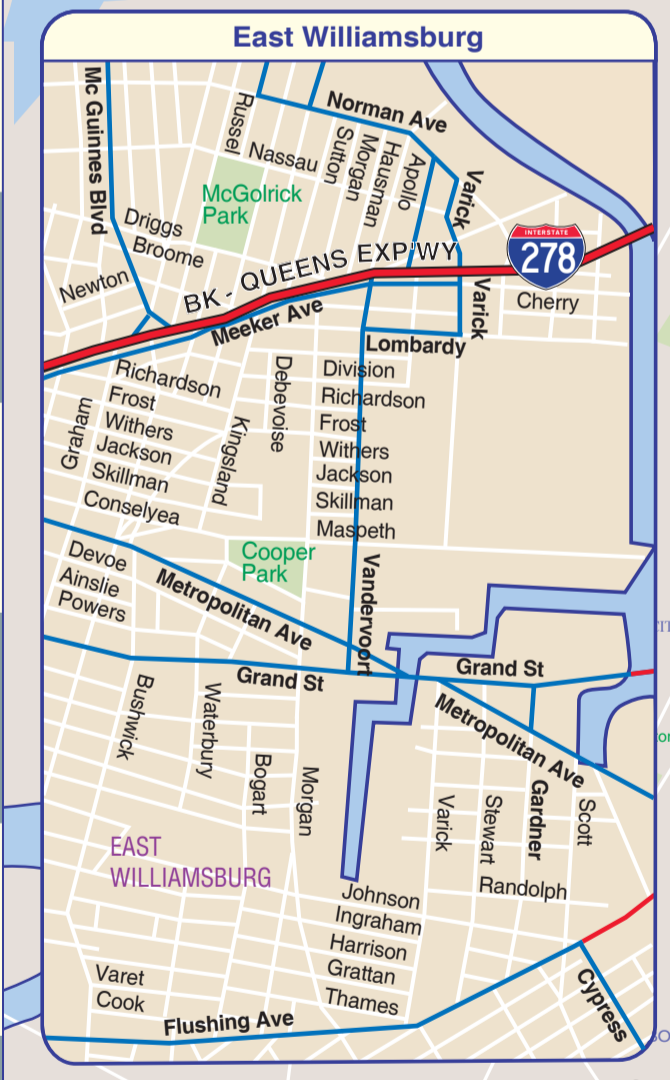 East Williamsburg
Mc Guinnes Blvd
Russel
Norman Ave
Nassau
Sutton
Morgan
Hausman
Apollo
Varick
McGolrick
Park
Driggs
Broome
Newton
BK - QUEENS EXP'WY
INTERSTATE
278
Cherry
Varick
Meeker Ave
Lombardy
Richardson
Frost
Withers
Jackson
Skillman
Conselyea
Graham
Kingsland
Debevoise
Division
Richardson
Frost
Withers
Jackson
Skillman
Maspeth
Cooper
Park
Devoe
Ainslie
Powers
Metropolitan Ave
Vandervoort
Grand St
Grand St
Metropolitan Ave
Bushwick
Waterbury
Bogart
Morgan
Varick
Stewart
Gardner
Scott
Randolph
EAST
WILLIAMSBURG
Johnson
Ingraham
Harrison
Grattan
Thames
Varet
Cook
Flushing Ave
Cypress